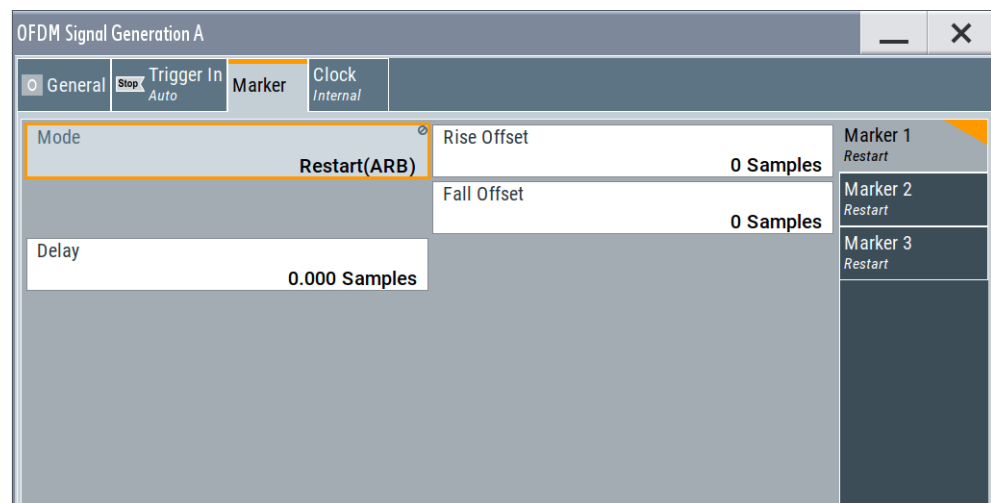 OFDM Signal Generation A
General
Stop
Trigger In
Auto
Marker
Clock
Internal
Mode
Restart(ARB)
Rise Offset
0 Samples
Fall Offset
0 Samples
Delay
0.000 Samples
Marker 1
Restart
Marker 2
Restart
Marker 3
Restart